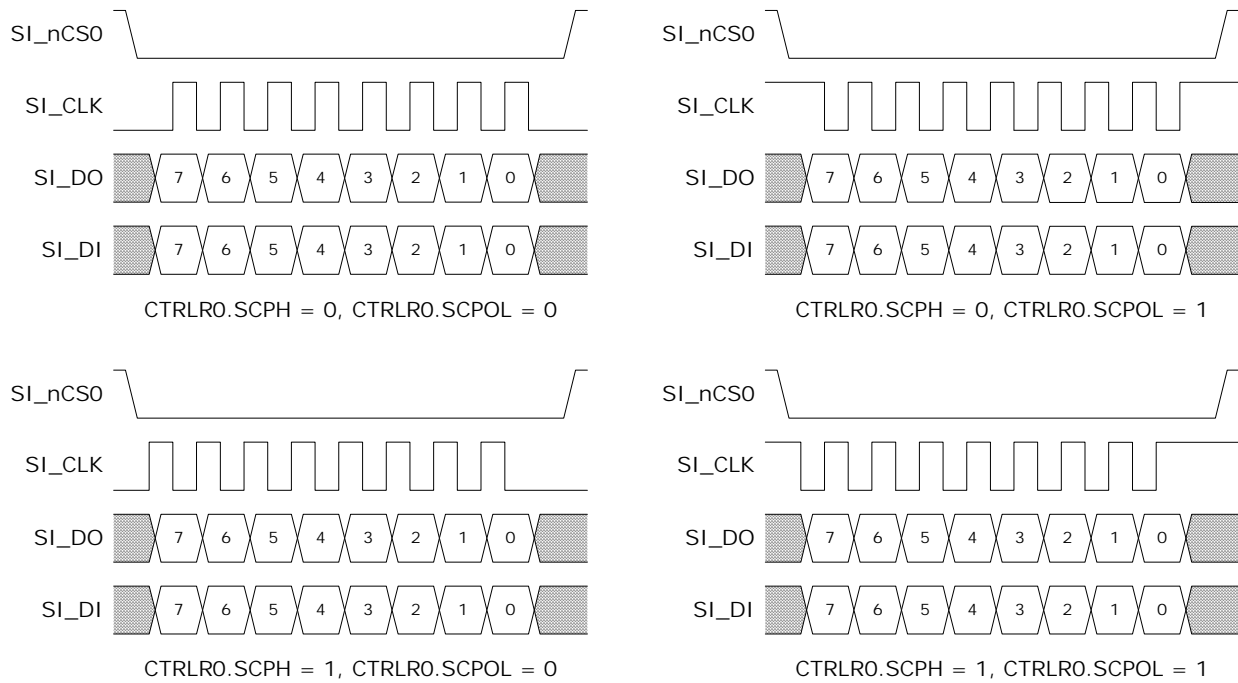 SI_nCS0
SI_CLK
SI_DO 7 6 5 4 3 2 1 0
SI_DI 7 6 5 4 3 2 1 0
CTRLR0.SCPH = 0, CTRLR0.SCPOL = 0
SI_nCS0
SI_CLK
SI_DO 7 6 5 4 3 2 1 0
SI_DI 7 6 5 4 3 2 1 0
CTRLR0.SCPH = 0, CTRLR0.SCPOL = 1
SI_nCS0
SI_CLK
SI_DO 7 6 5 4 3 2 1 0
SI_DI 7 6 5 4 3 2 1 0
CTRLR0.SCPH = 1, CTRLR0.SCPOL = 0
SI_nCS0
SI_CLK
SI_DO 7 6 5 4 3 2 1 0
SI_DI 7 6 5 4 3 2 1 0
CTRLR0.SCPH = 1, CTRLR0.SCPOL = 1